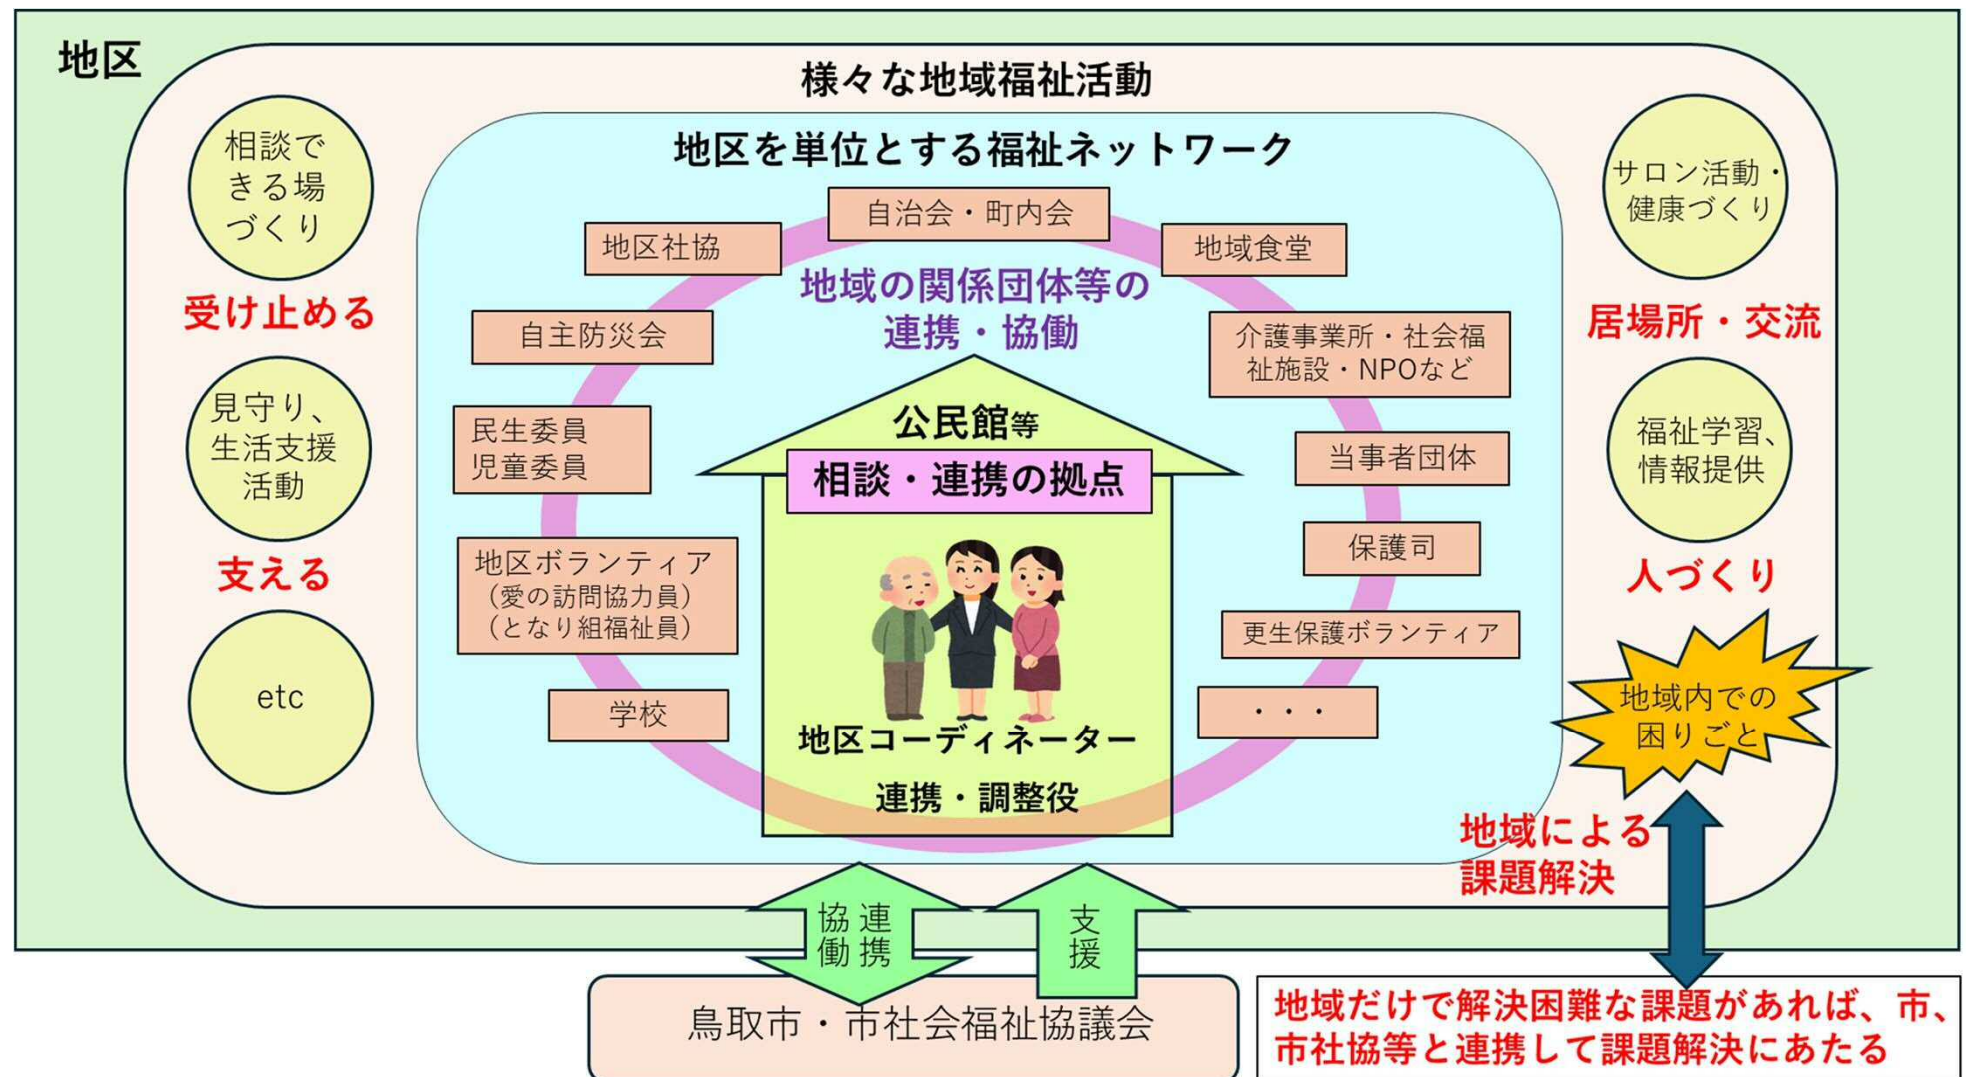 地区
様々な地域福祉活動
地区を単位とする福祉ネットワーク
相談で
きる場
づくり
受け止める
見守り、
生活支援
活動
支える
etc
自治会・町内会
地区社協
地域食堂
地域の関係団体等の
連携・協働
自主防災会
介護事業所・社会福
祉施設・NPOなど
民生委員
児童委員
当事者団体
地区ボランティア
（愛の訪問協力員）
（となり組福祉員）
保護司
更生保護ボランティア
学校
・・・
公民館等
相談・連携の拠点
地区コーディネーター
連携・調整役
サロン活動・
健康づくり
居場所・交流
福祉学習、
情報提供
人づくり
地域内での
困りごと
地域による
課題解決
連携
協働
支援
鳥取市・市社会福祉協議会
地域だけで解決困難な課題があれば、市、
市社協等と連携して課題解決にあたる